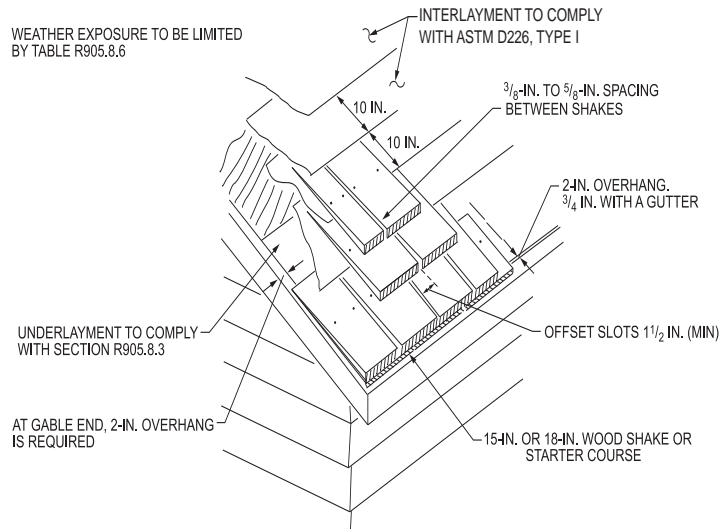 WEATHER EXPOSURE TO BE LIMITED
BY TABLE R905.8.6
INTERLAYMENT TO COMPLY
WITH ASTM D226, TYPE I
3/8-IN. TO 5/8-IN. SPACING
BETWEEN SHAKES
10 IN.
10 IN.
2-IN. OVERHANG.
3/4 IN. WITH A GUTTER
UNDERLAYMENT TO COMPLY
WITH SECTION R905.8.3
OFFSET SLOTS 1 1/2 IN. (MIN)
AT GABLE END, 2-IN. OVERHANG
IS REQUIRED
15-IN. OR 18-IN. WOOD SHAKE OR
STARTER COURSE